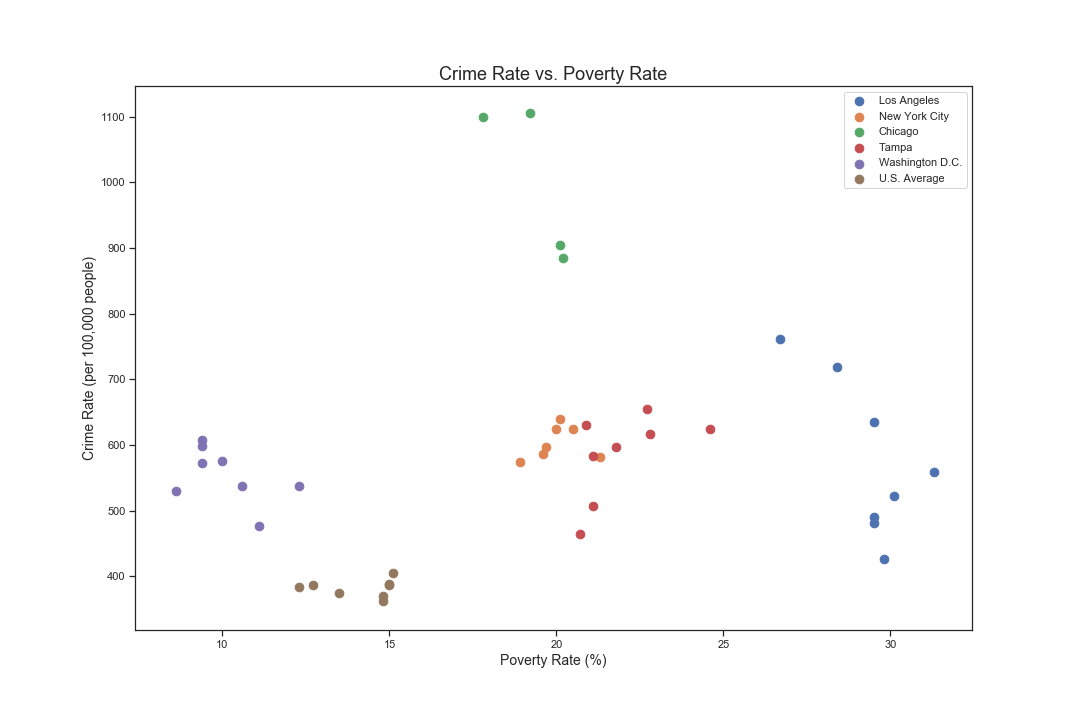 Crime Rate vs. Poverty Rate
Los Angeles
New York City
Chicago
Tampa
Washington D.C.
U.S. Average
Crime Rate (per 100,000 people)
1100
1000
900
800
700
600
500
400
10 15 20 25 30
Poverty Rate (%)